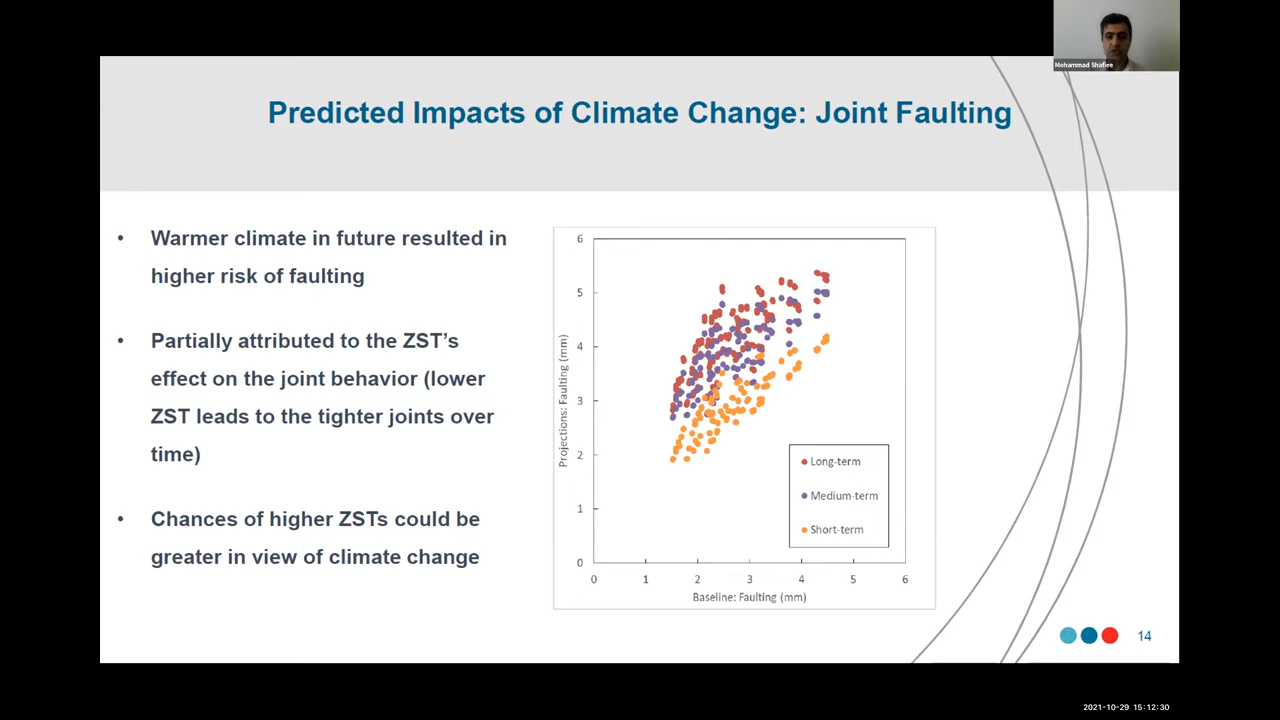 Mohammad Shafiee
Predicted Impacts of Climate Change: Joint Faulting
• Warmer climate in future resulted in
higher risk of faulting
• Partially attributed to the ZST's
effect on the joint behavior (lower
ZST leads to the tighter joints over
time)
• Chances of higher ZSTs could be
greater in view of climate change
6
5
4
3
2
1
0
Projections: Faulting (mm)
Long-term
Medium-term
Short-term
0 1 2 3 4 5 6
Baseline: Faulting (mm)
14
2021-10-29 15:12:30